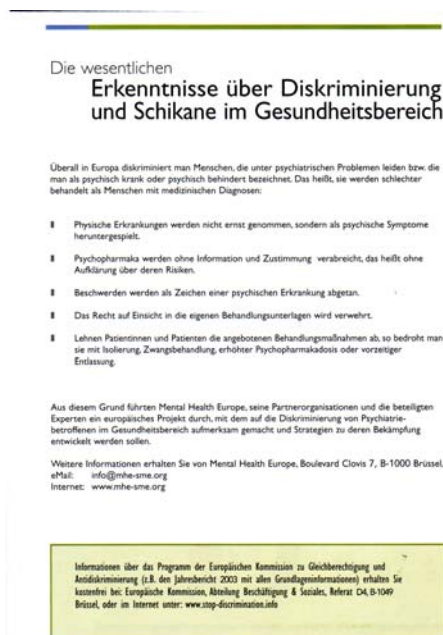 Die wesentlichen
Erkenntnisse über Diskriminierung
und Schikane im Gesundheitsbereich
Überall in Europa diskriminiert man Menschen, die unter psychiatrischen Problemen leiden bzw. die
man als psychisch krank oder psychisch behindert bezeichnet. Das heißt, sie werden schlechter
behandelt als Menschen mit medizinischen Diagnosen:
Physische Erkrankungen werden nicht ernst genommen, sondern als psychische Symptome
heruntergespielt.
Psychopharmaka werden ohne Information und Zustimmung verabreicht, das heißt ohne
Aufklärung über deren Risiken.
Beschwerden werden als Zeichen einer psychischen Erkrankung abgetan.
Das Recht auf Einsicht in die eigenen Behandlungsunterlagen wird verwehrt.
Lehnen Patientinnen und Patienten die angebotenen Behandlungsmaßnahmen ab, so bedroht man
sie mit Isolierung, Zwangsbehandlung, erhöhter Psychopharmakadosis oder vorzeitiger
Entlassung.
Aus diesem Grund führten Mental Health Europe, seine Partnerorganisationen und die beteiligten
Experten ein europäisches Projekt durch, mit dem auf die Diskriminierung von Psychiatrie-
betroffenen im Gesundheitsbereich aufmerksam gemacht und Strategien zu deren Bekämpfung
entwickelt werden sollen.
Weitere Informationen erhalten Sie von Mental Health Europe, Boulevard Clovis 7, B-1000 Brüssel,
eMail: info@mhe-sme.org
Internet: www.mhe-sme.org
Informationen über das Programm der Europäischen Kommission zu Gleichberechtigung und
Antidiskriminierung (z.B. den Jahresbericht 2003 mit allen Grundlageninformationen) erhalten Sie
kostenfrei bei: Europäische Kommission, Abteilung Beschäftigung & Soziales, Referat D4, B-1049
Brüssel, oder im Internet unter: www.stop-discrimination.info